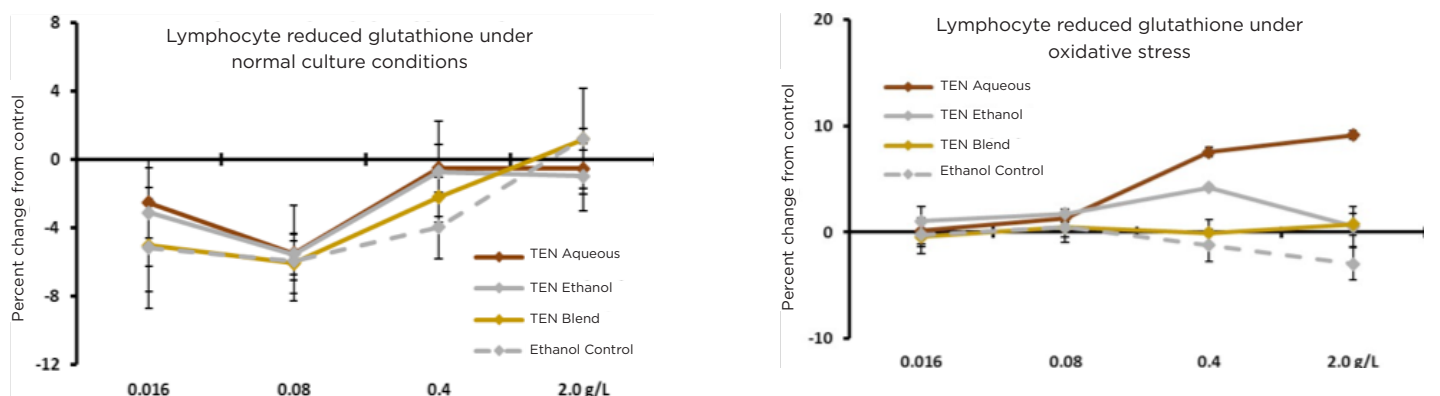 Lymphocyte reduced glutathione under
normal culture conditions
Percent change from control
8
4
0
-4
-8
-12
TEN Aqueous
TEN Ethanol
TEN Blend
Ethanol Control
0.016 0.08 0.4 2.0 g/L
Lymphocyte reduced glutathione under
oxidative stress
Percent change from control
20
10
0
-10
TEN Aqueous
TEN Ethanol
TEN Blend
Ethanol Control
0.016 0.08 0.4 2.0 g/L